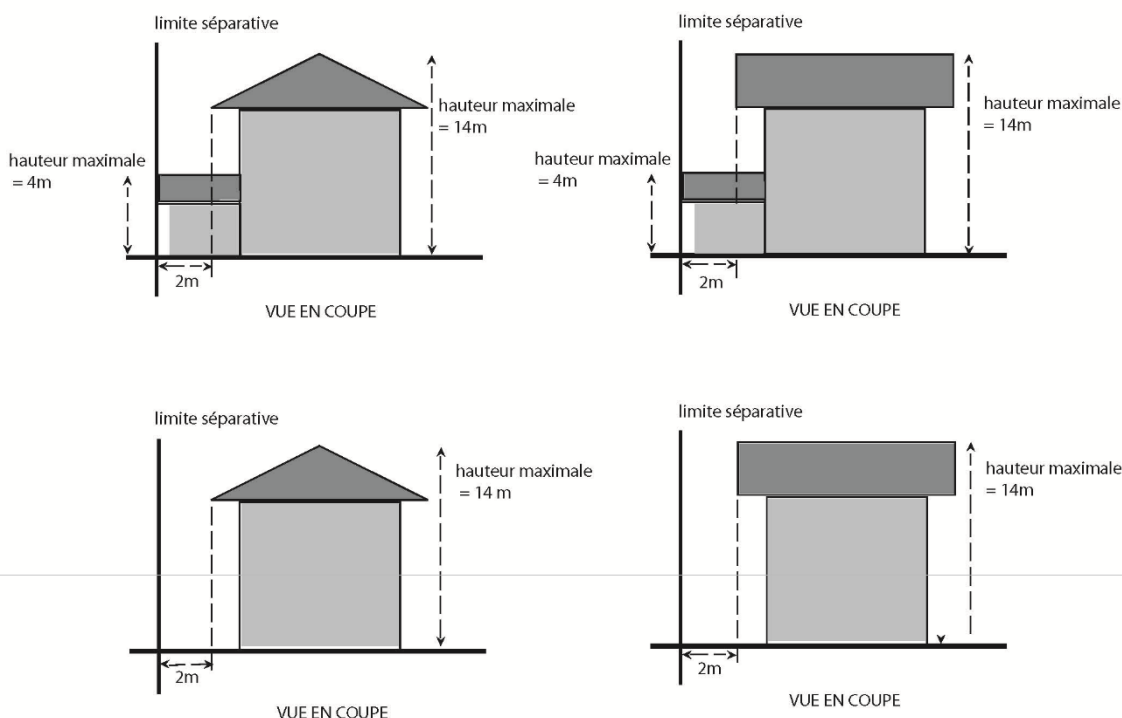 limite séparative
hauteur maximale
= 14m
hauteur maximale
= 4m
2m
VUE EN COUPE
limite séparative
hauteur maximale
= 14m
hauteur maximale
= 4m
2m
VUE EN COUPE
limite séparative
hauteur maximale
= 14 m
2m
VUE EN COUPE
limite séparative
hauteur maximale
= 14m
2m
VUE EN COUPE